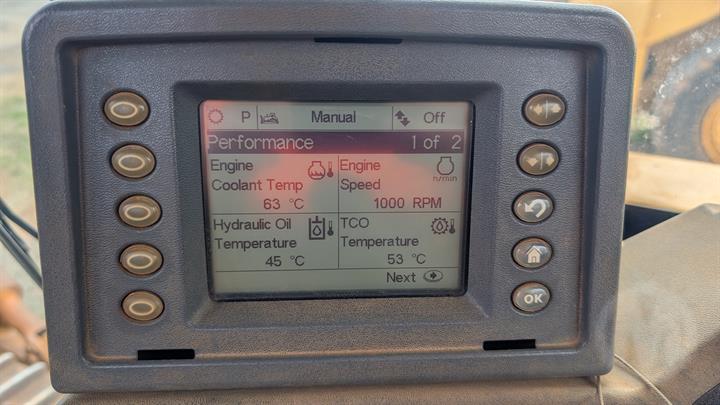 P Manual Off
Performance 1 of 2
Engine
Coolant Temp
63 °C
Engine
Speed
n/min
1000 RPM
Hydraulic Oil
Temperature
45 °C
TCO
Temperature
53 °C
Next
OK